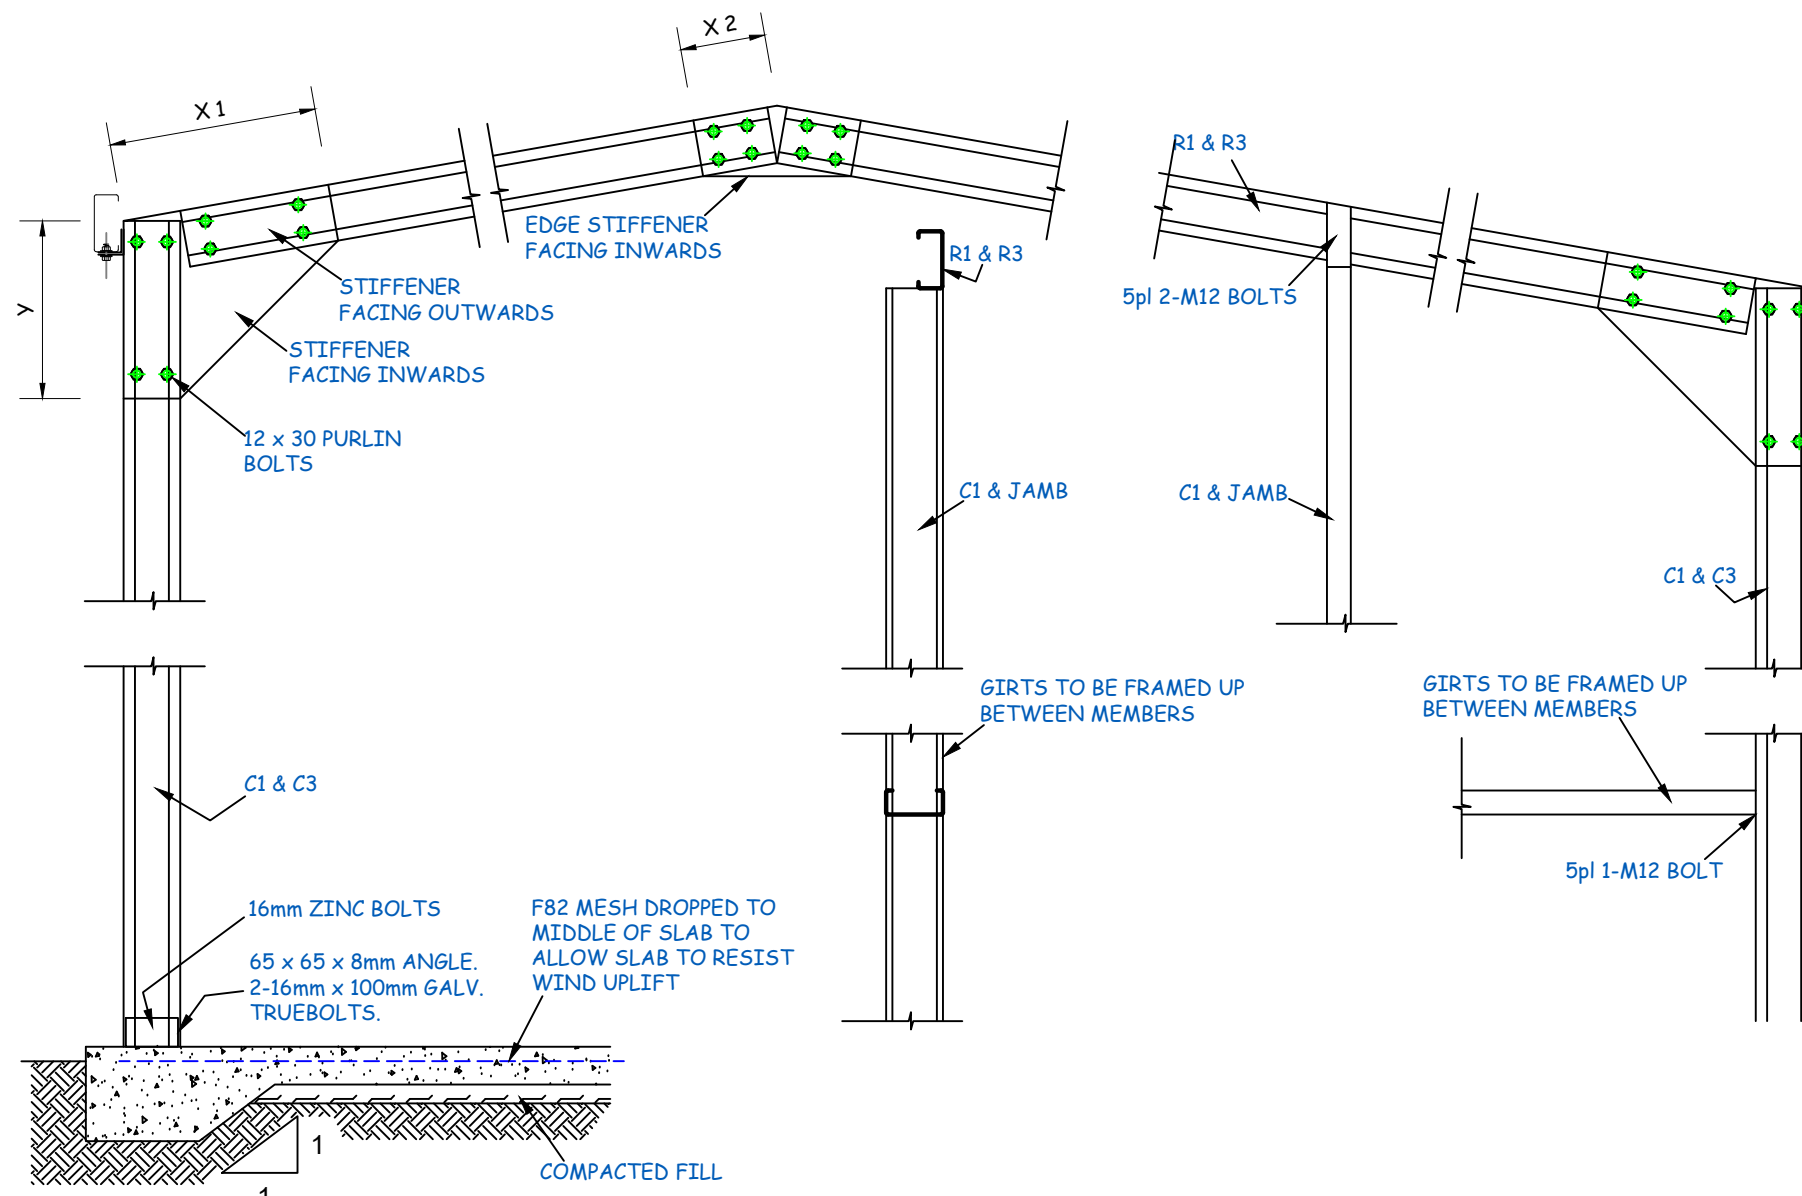 X 2
X 1
R1 & R3
EDGE STIFFENER
FACING INWARDS
R1 & R3
STIFFENER
FACING OUTWARDS
5pl 2-M12 BOLTS
y
STIFFENER
FACING INWARDS
12 x 30 PURLIN
BOLTS
C1 & JAMB
C1 & JAMB
C1 & C3
GIRTS TO BE FRAMED UP
BETWEEN MEMBERS
GIRTS TO BE FRAMED UP
BETWEEN MEMBERS
C1 & C3
5pl 1-M12 BOLT
16mm ZINC BOLTS
F82 MESH DROPPED TO
MIDDLE OF SLAB TO
ALLOW SLAB TO RESIST
WIND UPLIFT
65 x 65 x 8mm ANGLE.
2-16mm x 100mm GALV.
TRUEBOLTS.
1
COMPACTED FILL
1